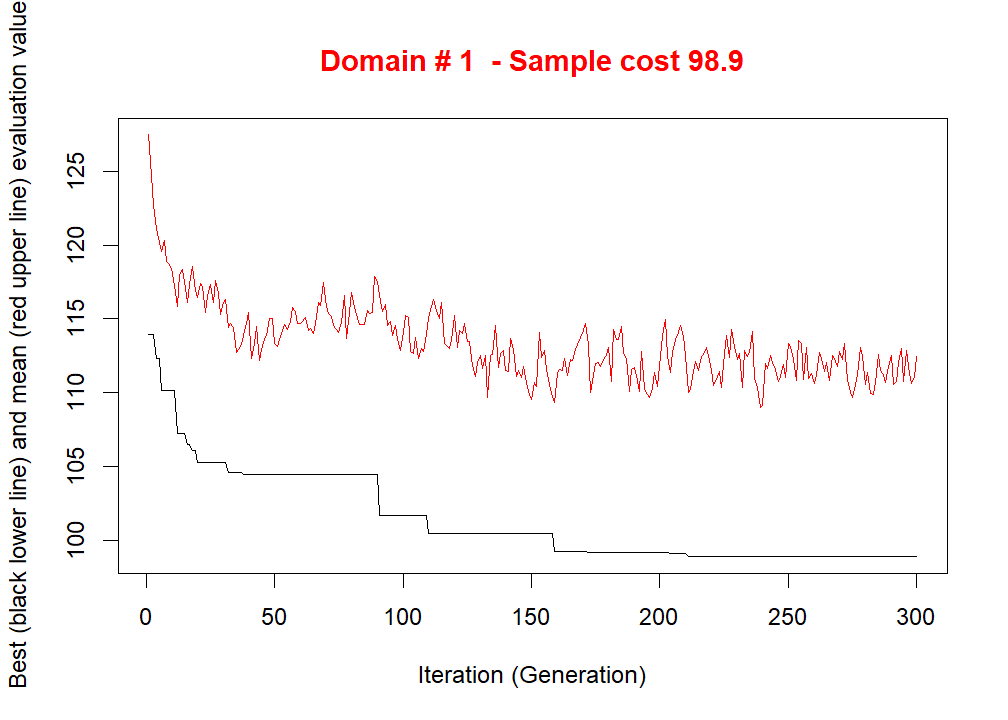 Domain # 1  - Sample cost 98.9
Best (black lower line) and mean (red upper line) evaluation value
125
120
115
110
105
100
0 50 100 150 200 250 300
Iteration (Generation)